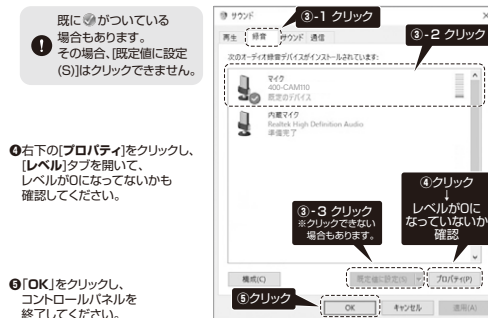 既に がついている
場合もあります。
その場合、[既定値に設定
(S)]はクリックできません。
❹右下の[プロパティ]をクリックし、
[レベル]タブを開いて、
レベルが0になってないかも
確認してください。
❺「OK」をクリックし、
コントロールパネルを
終了してください。
サウンド
③-1 クリック
再生 録音 サウンド 通信
③-2 クリック
次のオーディオ録音デバイスがインストールされています:
マイク
400-CAM110
既定のデバイス
内蔵マイク
Realtek High Definition Audio
準備完了
④クリック
↓
レベルが0に
なっていないか
確認
③-3 クリック
※クリックできない
場合もあります。
構成(C) 既定値に設定(S) プロパティ(P)
⑤クリック
OK キャンセル 適用(A)